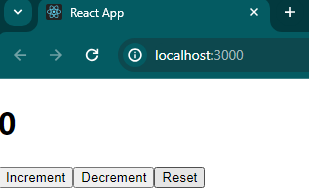 React App
localhost:3000
0
Increment Decrement Reset